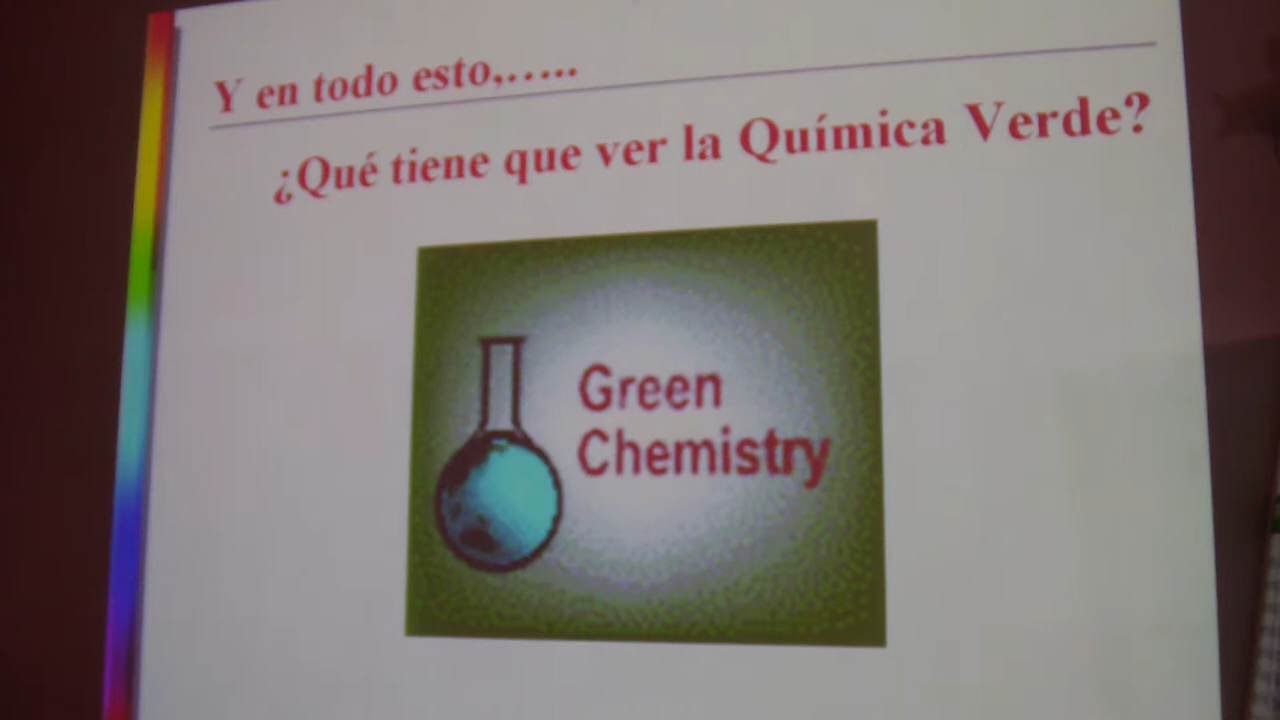 Y en todo esto,.....
¿Qué tiene que ver la Química Verde?
Green
Chemistry